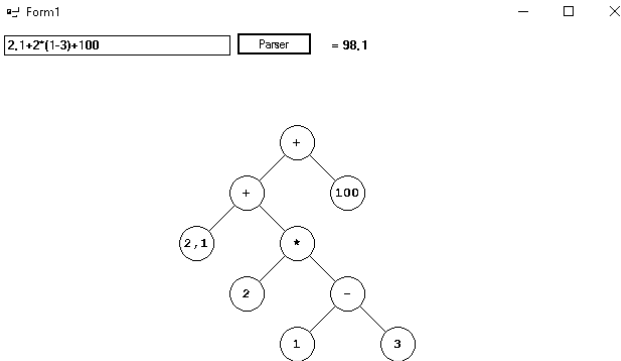 Form1
2,1+2*(1-3)+100 Parser = 98,1
+
+ 100
2,1 *
2 -
1 3